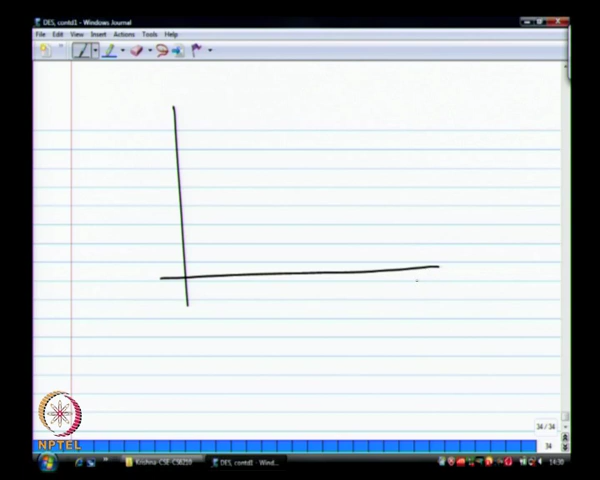 DES, contd1 - Windows Journal
File Edit View Insert Actions Tools Help
34 / 34
34
NPTEL
Krishna-CSE-CS8210
DES, contd1 - Wind...
14:30